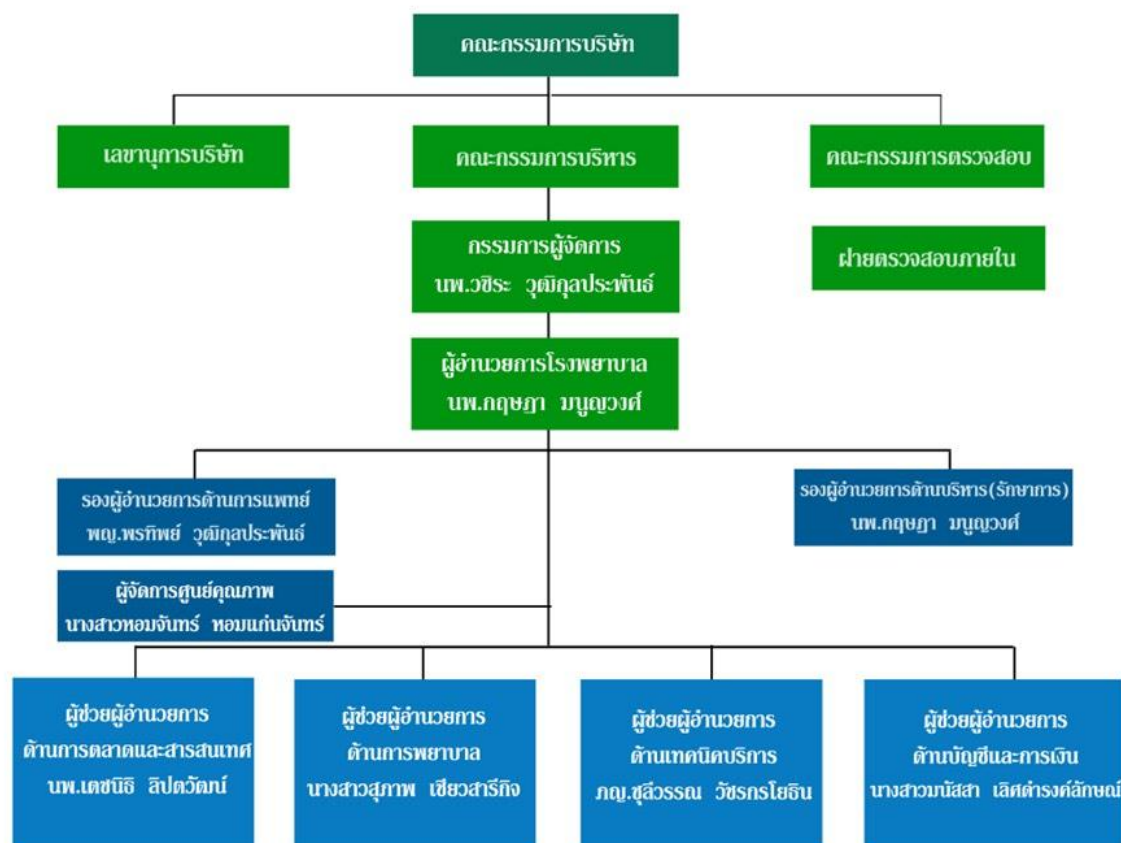 คณะกรรมการบริษัท
เลขานุการบริษัท
คณะกรรมการบริหาร
คณะกรรมการตรวจสอบ
กรรมการผู้จัดการ
นพ.วชิระ วุฒิกุลประพันธ์
ฝ่ายตรวจสอบภายใน
ผู้อำนวยการโรงพยาบาล
นพ.กฤษฎา มนูญวงศ์
รองผู้อำนวยการด้านการแพทย์
พญ.พรทิพย์ วุฒิกุลประพันธ์
รองผู้อำนวยการด้านบริหาร(รักษาการ)
นพ.กฤษฎา มนูญวงศ์
ผู้จัดการศูนย์คุณภาพ
นางสาวหอมจันทร์ หอมแก่นจันทร์
ผู้ช่วยผู้อำนวยการ
ด้านการตลาดและสารสนเทศ
นพ.เดชนิธิ ลิปตวัฒน์
ผู้ช่วยผู้อำนวยการ
ด้านการพยาบาล
นางสาวสุภาพ เชียวสารีกิจ
ผู้ช่วยผู้อำนวยการ
ด้านเทคนิคบริการ
ภญ.ชุลีวรรณ วัชรกรโยธิน
ผู้ช่วยผู้อำนวยการ
ด้านบัญชีและการเงิน
นางสาวมนัสสา เลิศดำรงค์ลักษณ์